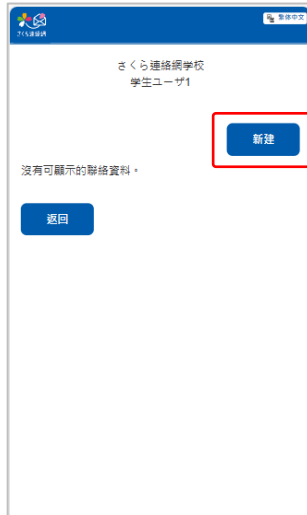 さくら連絡網
繁体中文
さくら連絡網学校
学生ユーザ1
新建
沒有可顯示的聯絡資料。
返回